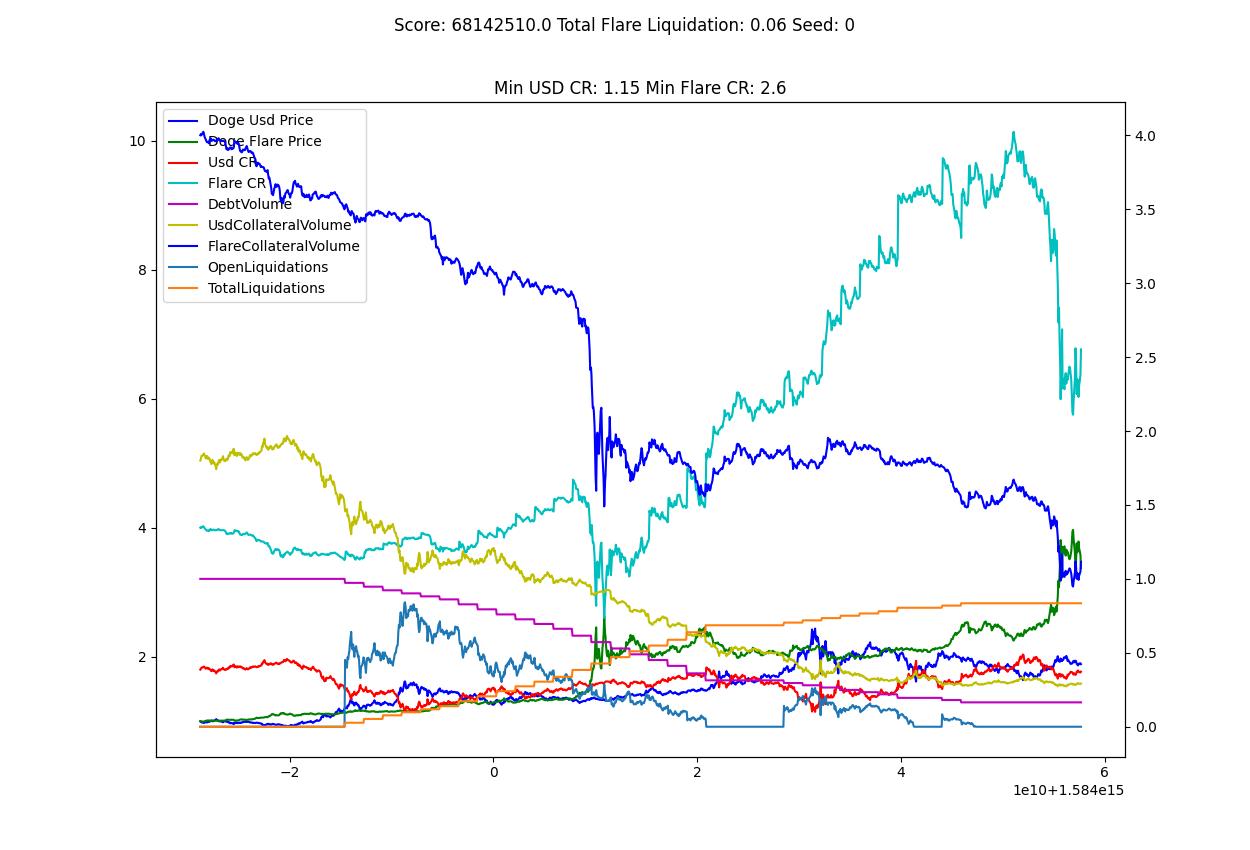 Score: 68142510.0 Total Flare Liquidation: 0.06 Seed: 0
Min USD CR: 1.15 Min Flare CR: 2.6
Doge Usd Price
Doge Flare Price
Usd CR
Flare CR
DebtVolume
UsdCollateralVolume
FlareCollateralVolume
OpenLiquidations
TotalLiquidations
10
8
6
4
2
4.0
3.5
3.0
2.5
2.0
1.5
1.0
0.5
0.0
−2
0
2
4
6
1e10+1.584e15